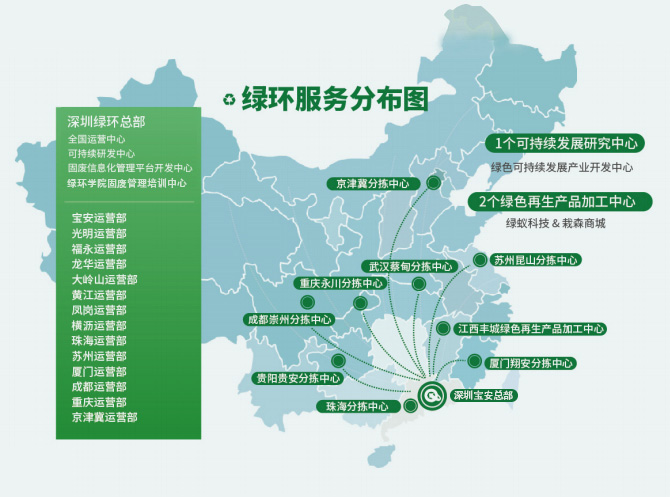 绿环服务分布图
深圳绿环总部
全国运营中心
可持续研发中心
固废信息化管理平台开发中心
绿环学院固废管理培训中心
宝安运营部
光明运营部
福永运营部
龙华运营部
大岭山运营部
黄江运营部
凤岗运营部
横沥运营部
珠海运营部
苏州运营部
厦门运营部
成都运营部
重庆运营部
京津冀运营部
1个可持续发展研究中心
绿色可持续发展产业开发中心
2个绿色再生产品加工中心
绿蚁科技 & 栽森商城
京津冀分拣中心
苏州昆山分拣中心
武汉蔡甸分拣中心
重庆永川分拣中心
成都崇州分拣中心
江西丰城绿色再生产品加工中心
厦门翔安分拣中心
贵阳贵安分拣中心
深圳宝安总部
珠海分拣中心